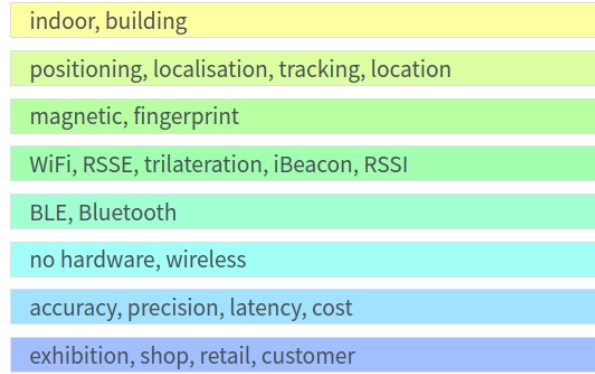 indoor, building
positioning, localisation, tracking, location
magnetic, fingerprint
WiFi, RSSE, trilateration, iBeacon, RSSI
BLE, Bluetooth
no hardware, wireless
accuracy, precision, latency, cost
exhibition, shop, retail, customer